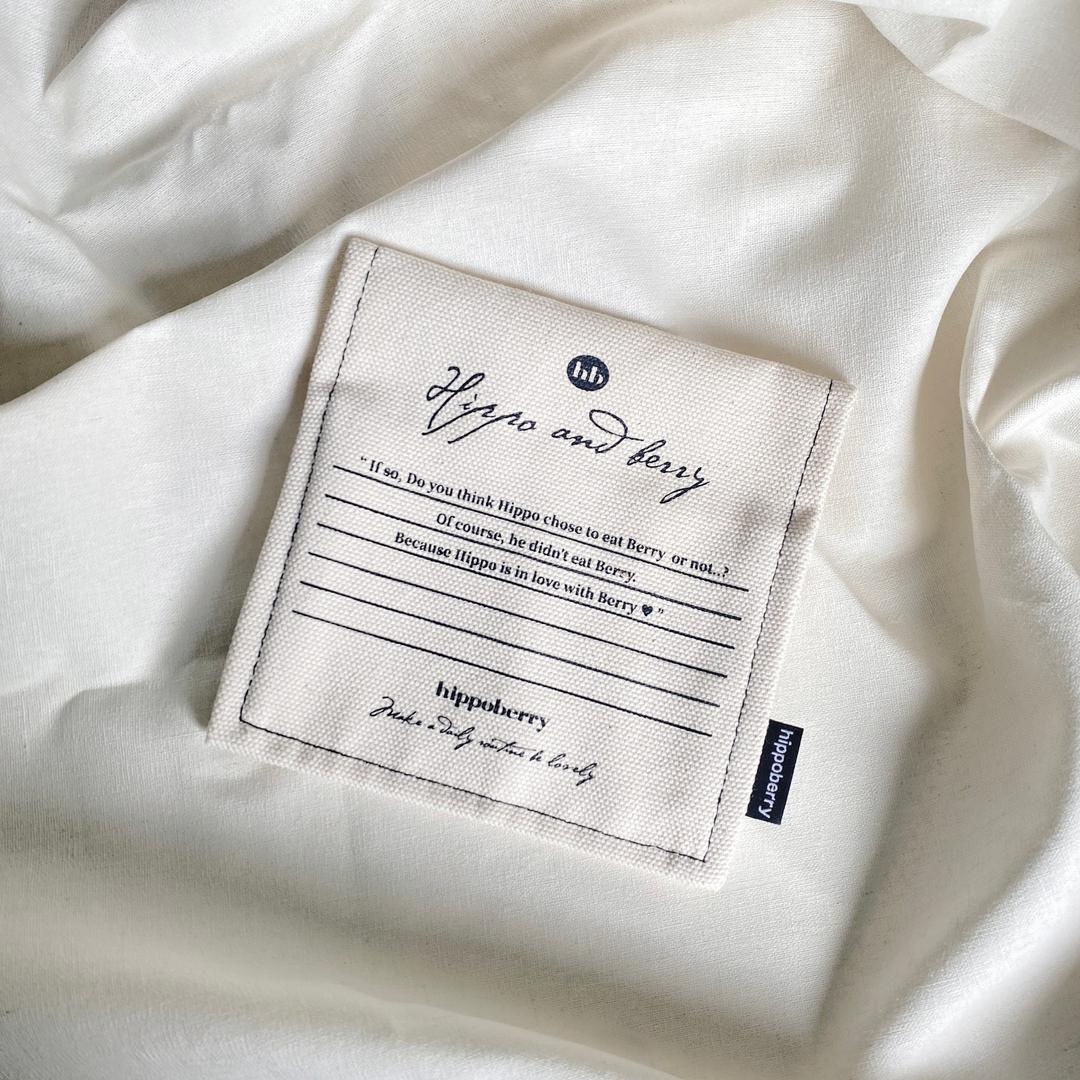 hb
Hippo and berry
“ If so, Do you think Hippo chose to eat Berry or not..?
Of course, he didn't eat Berry.
Because Hippo is in love with Berry ♥ ”
hippoberry
Make a daily routine to lovely
hippoberry